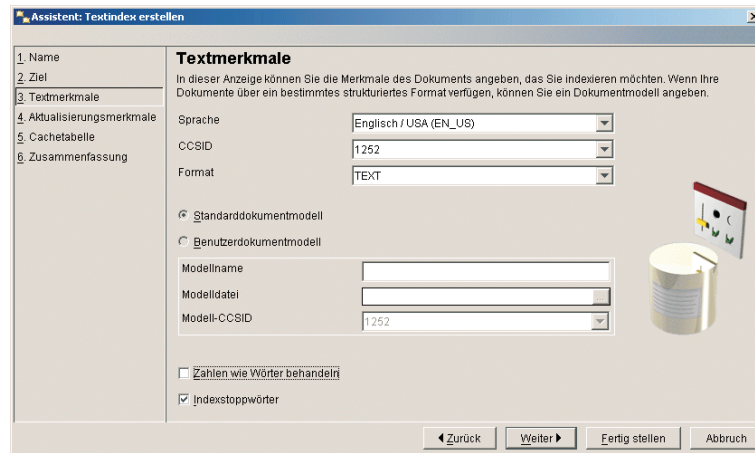 Assistent: Textindex erstellen
1. Name
2. Ziel
3. Textmerkmale
4. Aktualisierungsmerkmale
5. Cachetabelle
6. Zusammenfassung
Textmerkmale
In dieser Anzeige können Sie die Merkmale des Dokuments angeben, das Sie indexieren möchten. Wenn Ihre
Dokumente über ein bestimmtes strukturiertes Format verfügen, können Sie ein Dokumentmodell angeben.
Sprache Englisch / USA (EN_US)
CCSID 1252
Format TEXT
Standarddokumentmodell
Benutzerdokumentmodell
Modellname
Modelldatei ...
Modell-CCSID 1252
Zahlen wie Wörter behandeln
Indexstoppwörter
Zurück Weiter Fertig stellen Abbruch